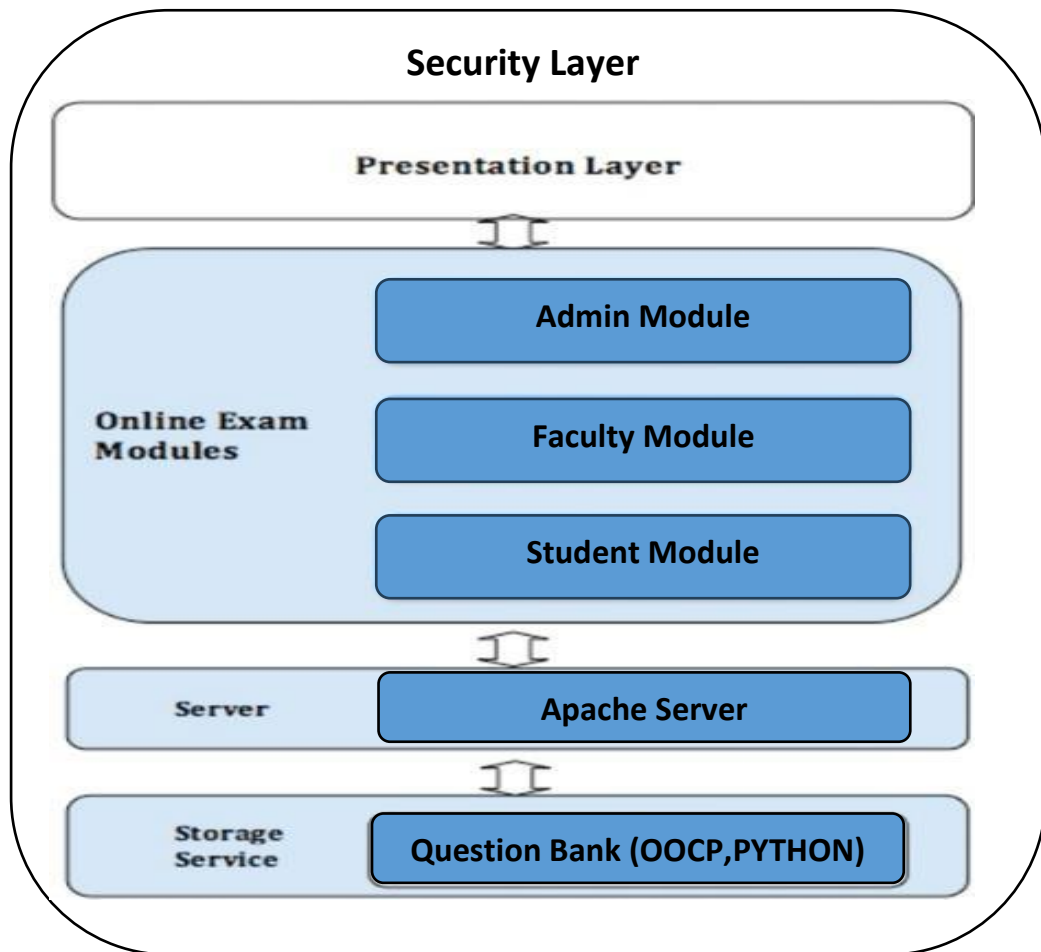 Security Layer
Presentation Layer
Admin Module
Online Exam
Modules
Faculty Module
Student Module
Server
Apache Server
Storage
Service
Question Bank (OOCP,PYTHON)